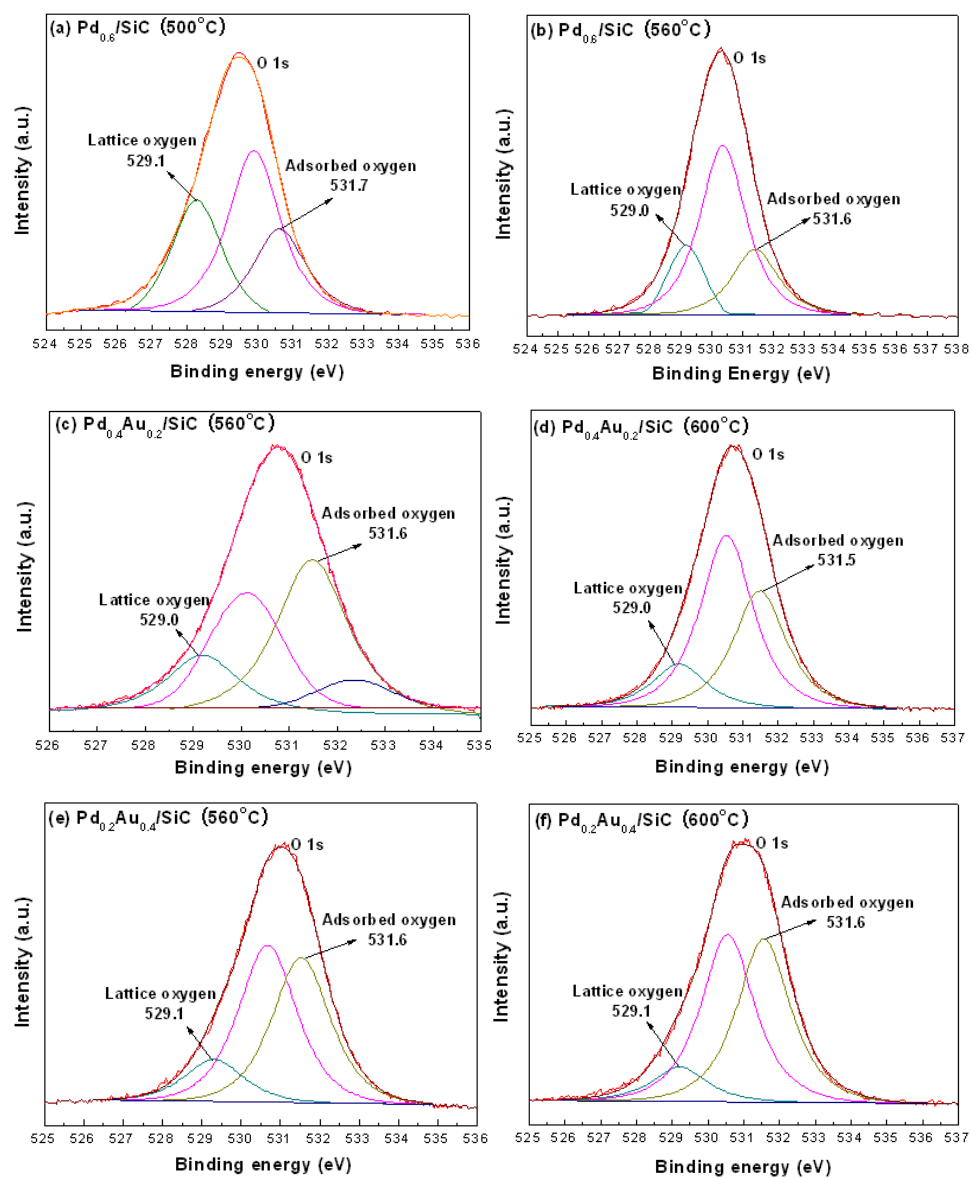 (a) Pd0.6/SiC (500°C)
O 1s
Lattice oxygen
529.1
Adsorbed oxygen
531.7
Intensity (a.u.)
524 525 526 527 528 529 530 531 532 533 534 535 536
Binding energy (eV)
(b) Pd0.6/SiC (560°C)
O 1s
Lattice oxygen
529.0
Adsorbed oxygen
531.6
Intensity (a.u.)
524 525 526 527 528 529 530 531 532 533 534 535 536 537 538
Binding Energy (eV)
(c) Pd0.4Au0.2/SiC (560°C)
O 1s
Adsorbed oxygen
531.6
Lattice oxygen
529.0
Intensity (a.u.)
526 527 528 529 530 531 532 533 534 535
Binding energy (eV)
(d) Pd0.4Au0.2/SiC (600°C)
O 1s
Adsorbed oxygen
531.5
Lattice oxygen
529.0
Intensity (a.u.)
525 526 527 528 529 530 531 532 533 534 535 536 537
Binding energy (eV)
(e) Pd0.2Au0.4/SiC (560°C)
O 1s
Adsorbed oxygen
531.6
Lattice oxygen
529.1
Intensity (a.u.)
525 526 527 528 529 530 531 532 533 534 535 536
Binding energy (eV)
(f) Pd0.2Au0.4/SiC (600°C)
O 1s
Adsorbed oxygen
531.6
Lattice oxygen
529.1
Intensity (a.u.)
525 526 527 528 529 530 531 532 533 534 535 536 537
Binding energy (eV)